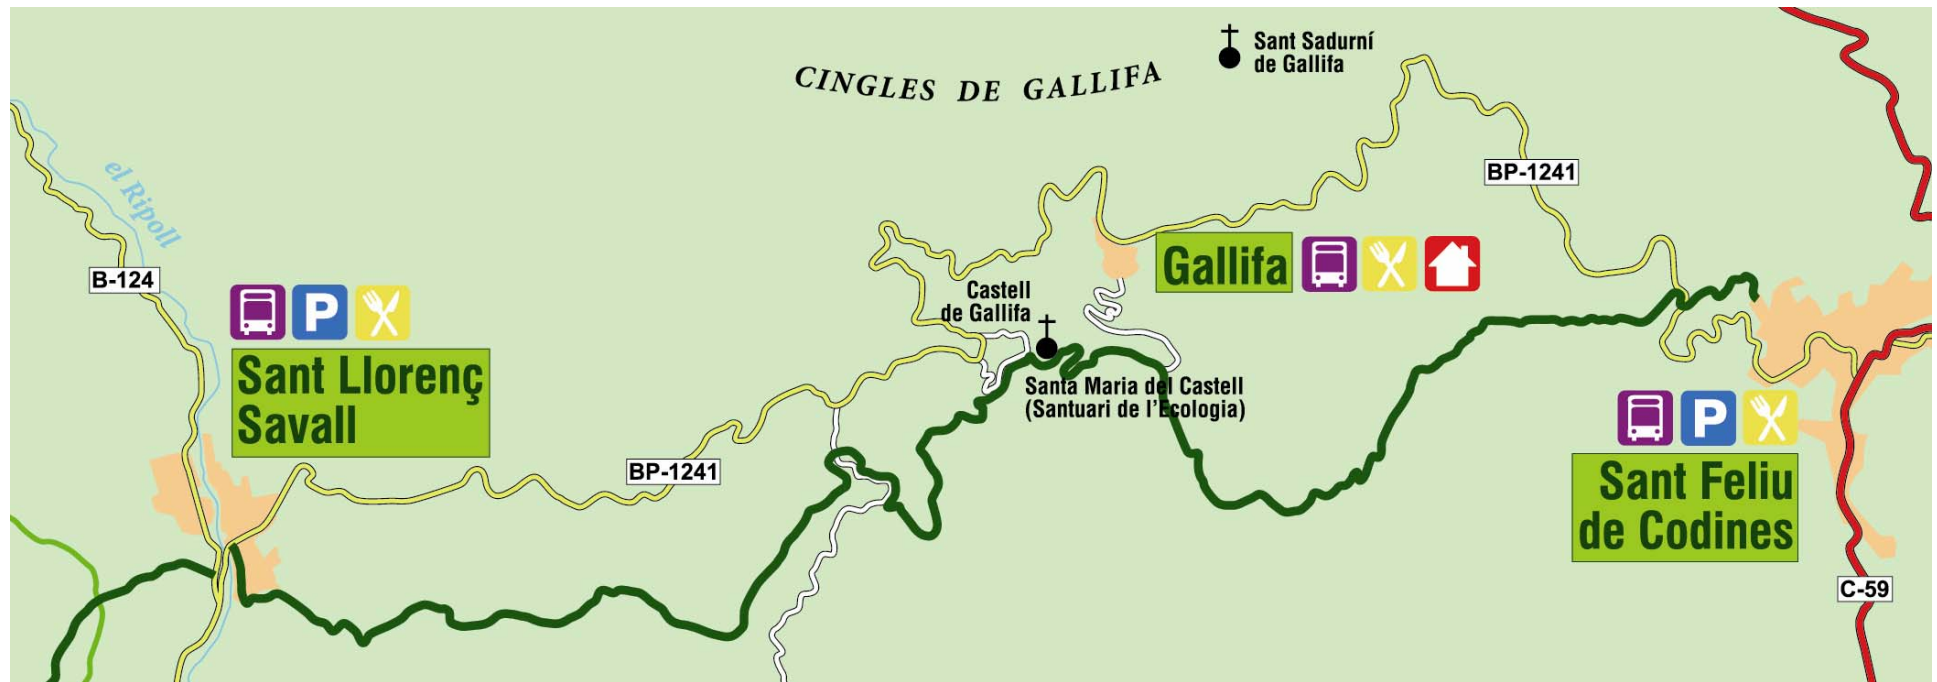 Sant Sadurní
de Gallifa
CINGLES DE GALLIFA
BP-1241
el Ripoll
B-124
Gallifa
Castell
de Gallifa
P
Sant Llorenç
Savall
Santa Maria del Castell
(Santuari de l'Ecologia)
P
BP-1241
Sant Feliu
de Codines
C-59